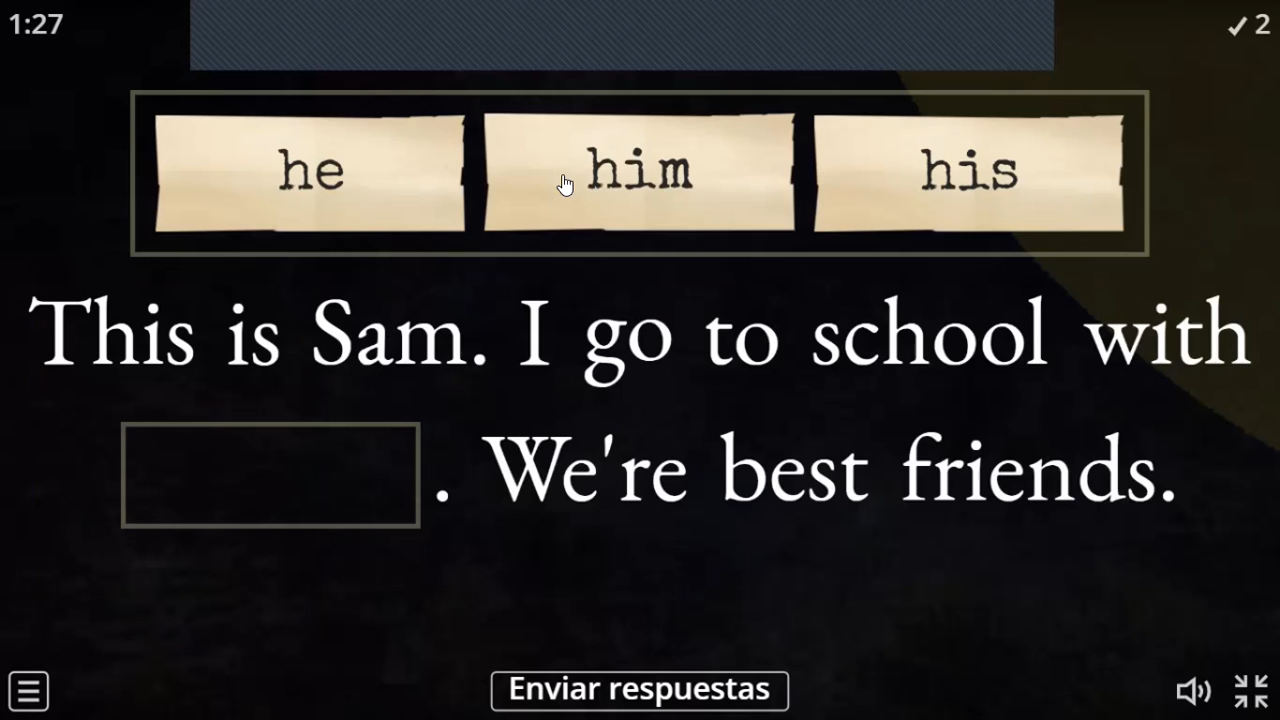 1:27
✓ 2
he him his
This is Sam. I go to school with
. We're best friends.
Enviar respuestas